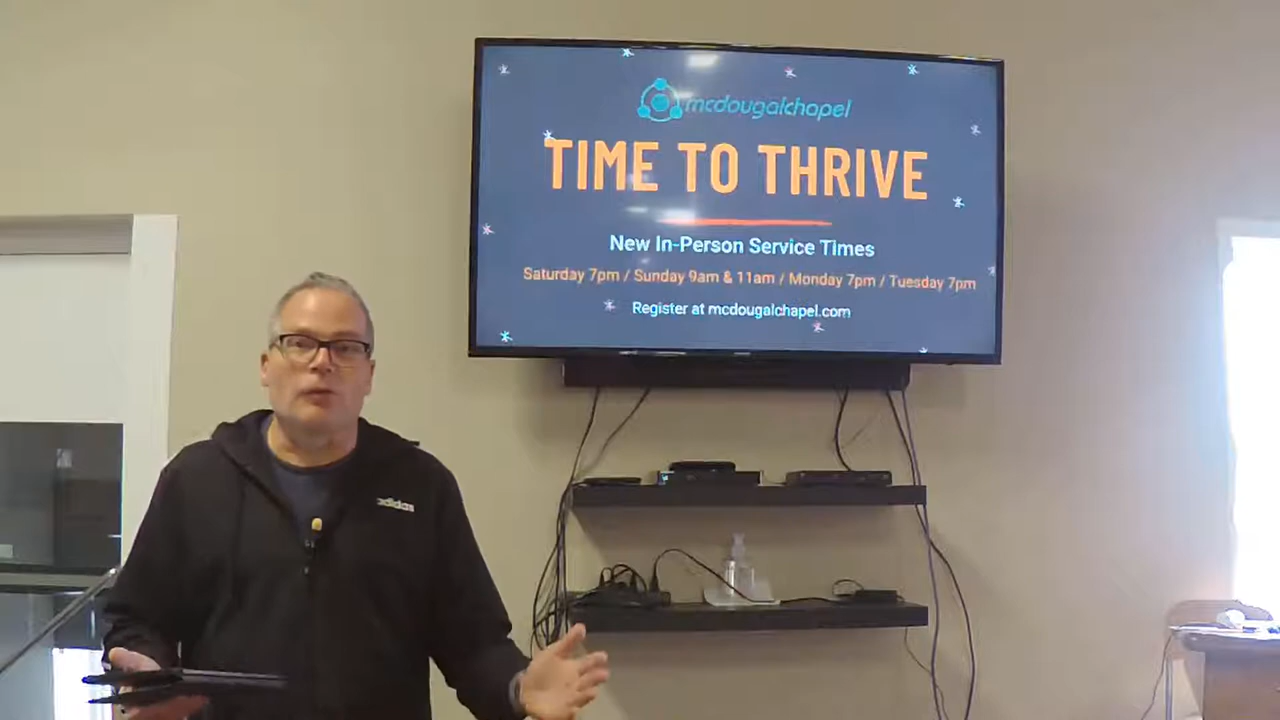 mcdougalchapel
TIME TO THRIVE
New In-Person Service Times
Saturday 7pm / Sunday 9am & 11am / Monday 7pm / Tuesday 7pm
Register at mcdougalchapel.com
adidas